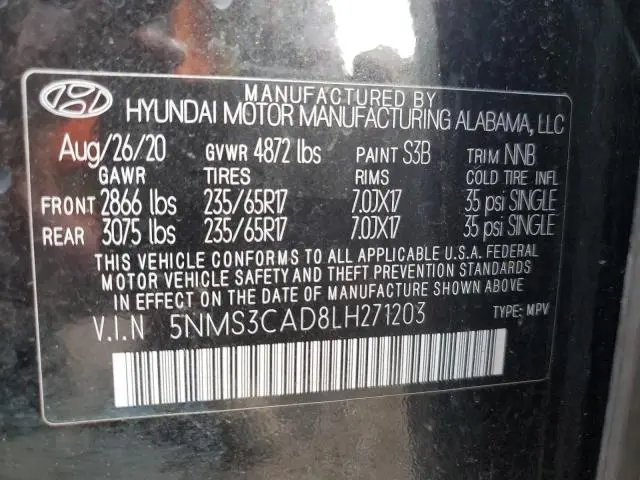 MANUFACTURED BY
HYUNDAI MOTOR MANUFACTURING ALABAMA, LLC
Aug/26/20 GVWR 4872 lbs PAINT S3B TRIM NNB
GAWR TIRES RIMS COLD TIRE INFL
FRONT 2866 lbs 235/65R17 7.0JX17 35 psi SINGLE
REAR 3075 lbs 235/65R17 7.0JX17 35 psi SINGLE
THIS VEHICLE CONFORMS TO ALL APPLICABLE U.S.A. FEDERAL
MOTOR VEHICLE SAFETY AND THEFT PREVENTION STANDARDS
IN EFFECT ON THE DATE OF MANUFACTURE SHOWN ABOVE.
V.I.N 5NMS3CAD8LH271203 TYPE: MPV